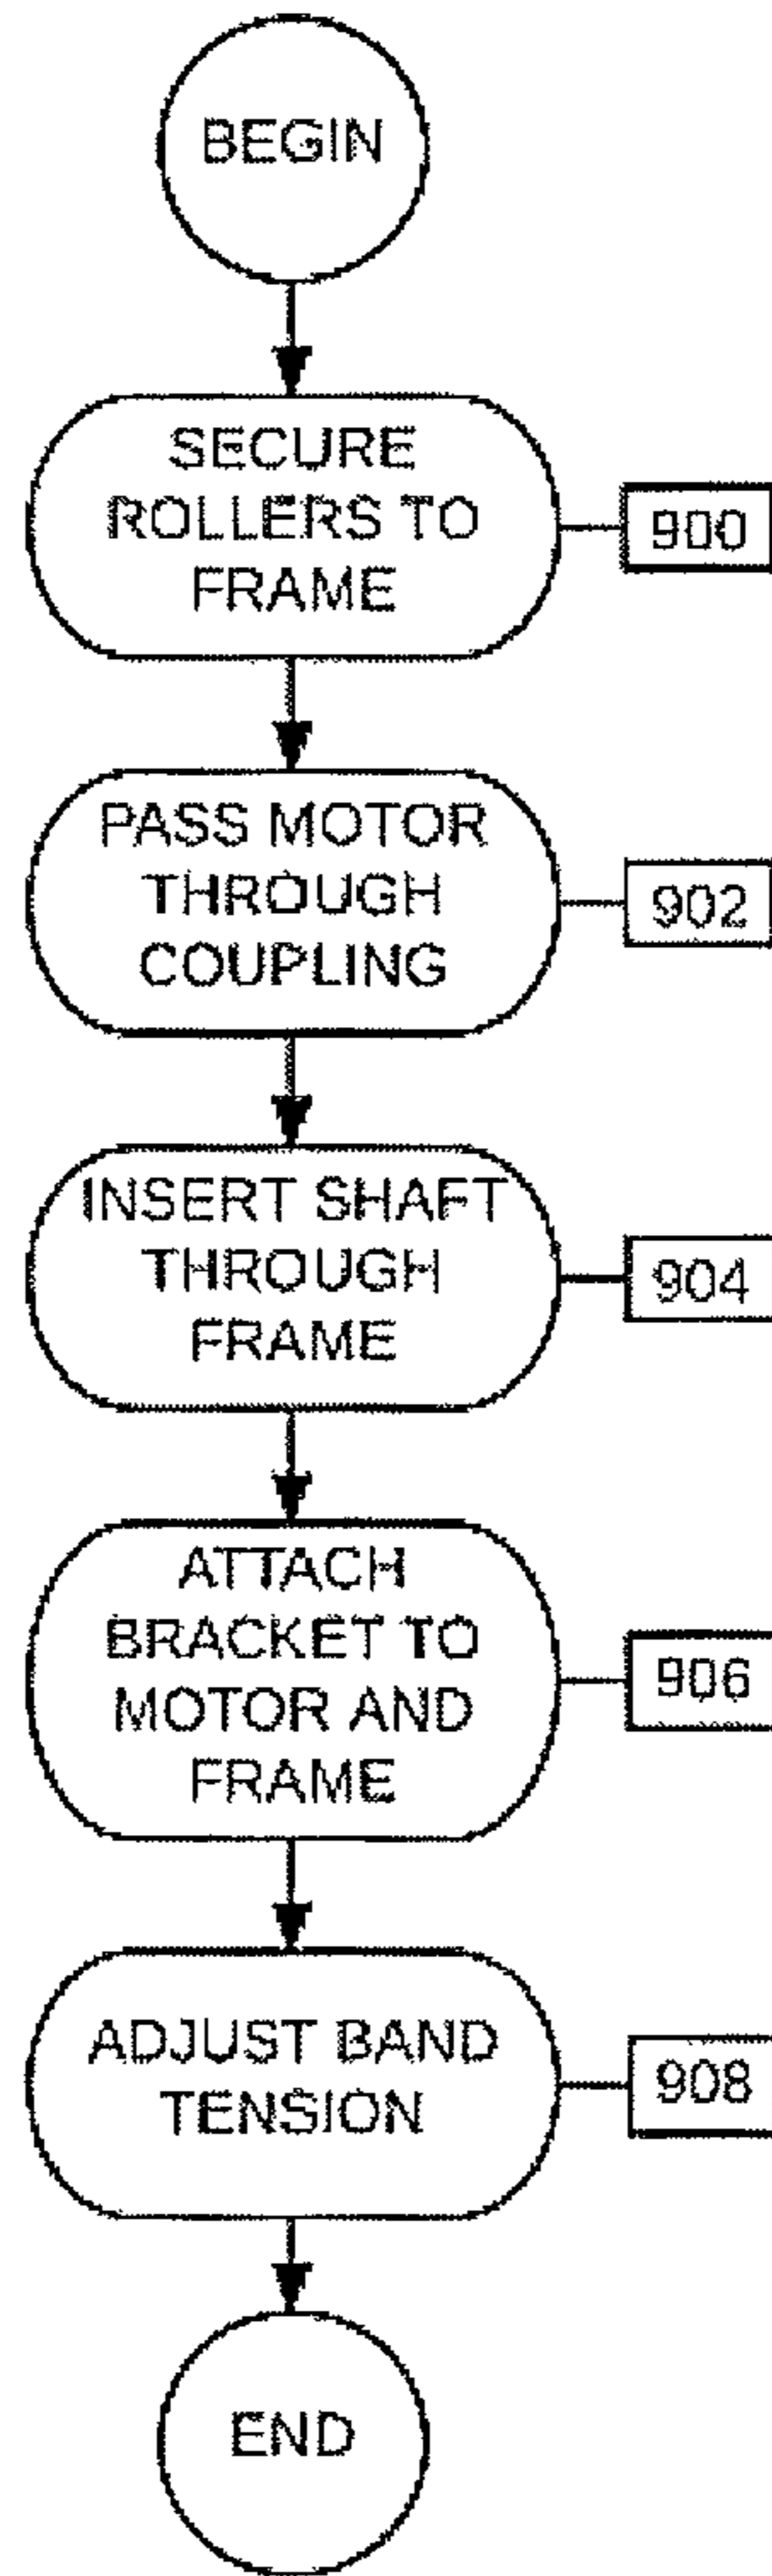 BEGIN
SECURE
ROLLERS TO
FRAME
900
PASS MOTOR
THROUGH
COUPLING
902
INSERT SHAFT
THROUGH
FRAME
904
ATTACH
BRACKET TO
MOTOR AND
FRAME
906
ADJUST BAND
TENSION
908
END